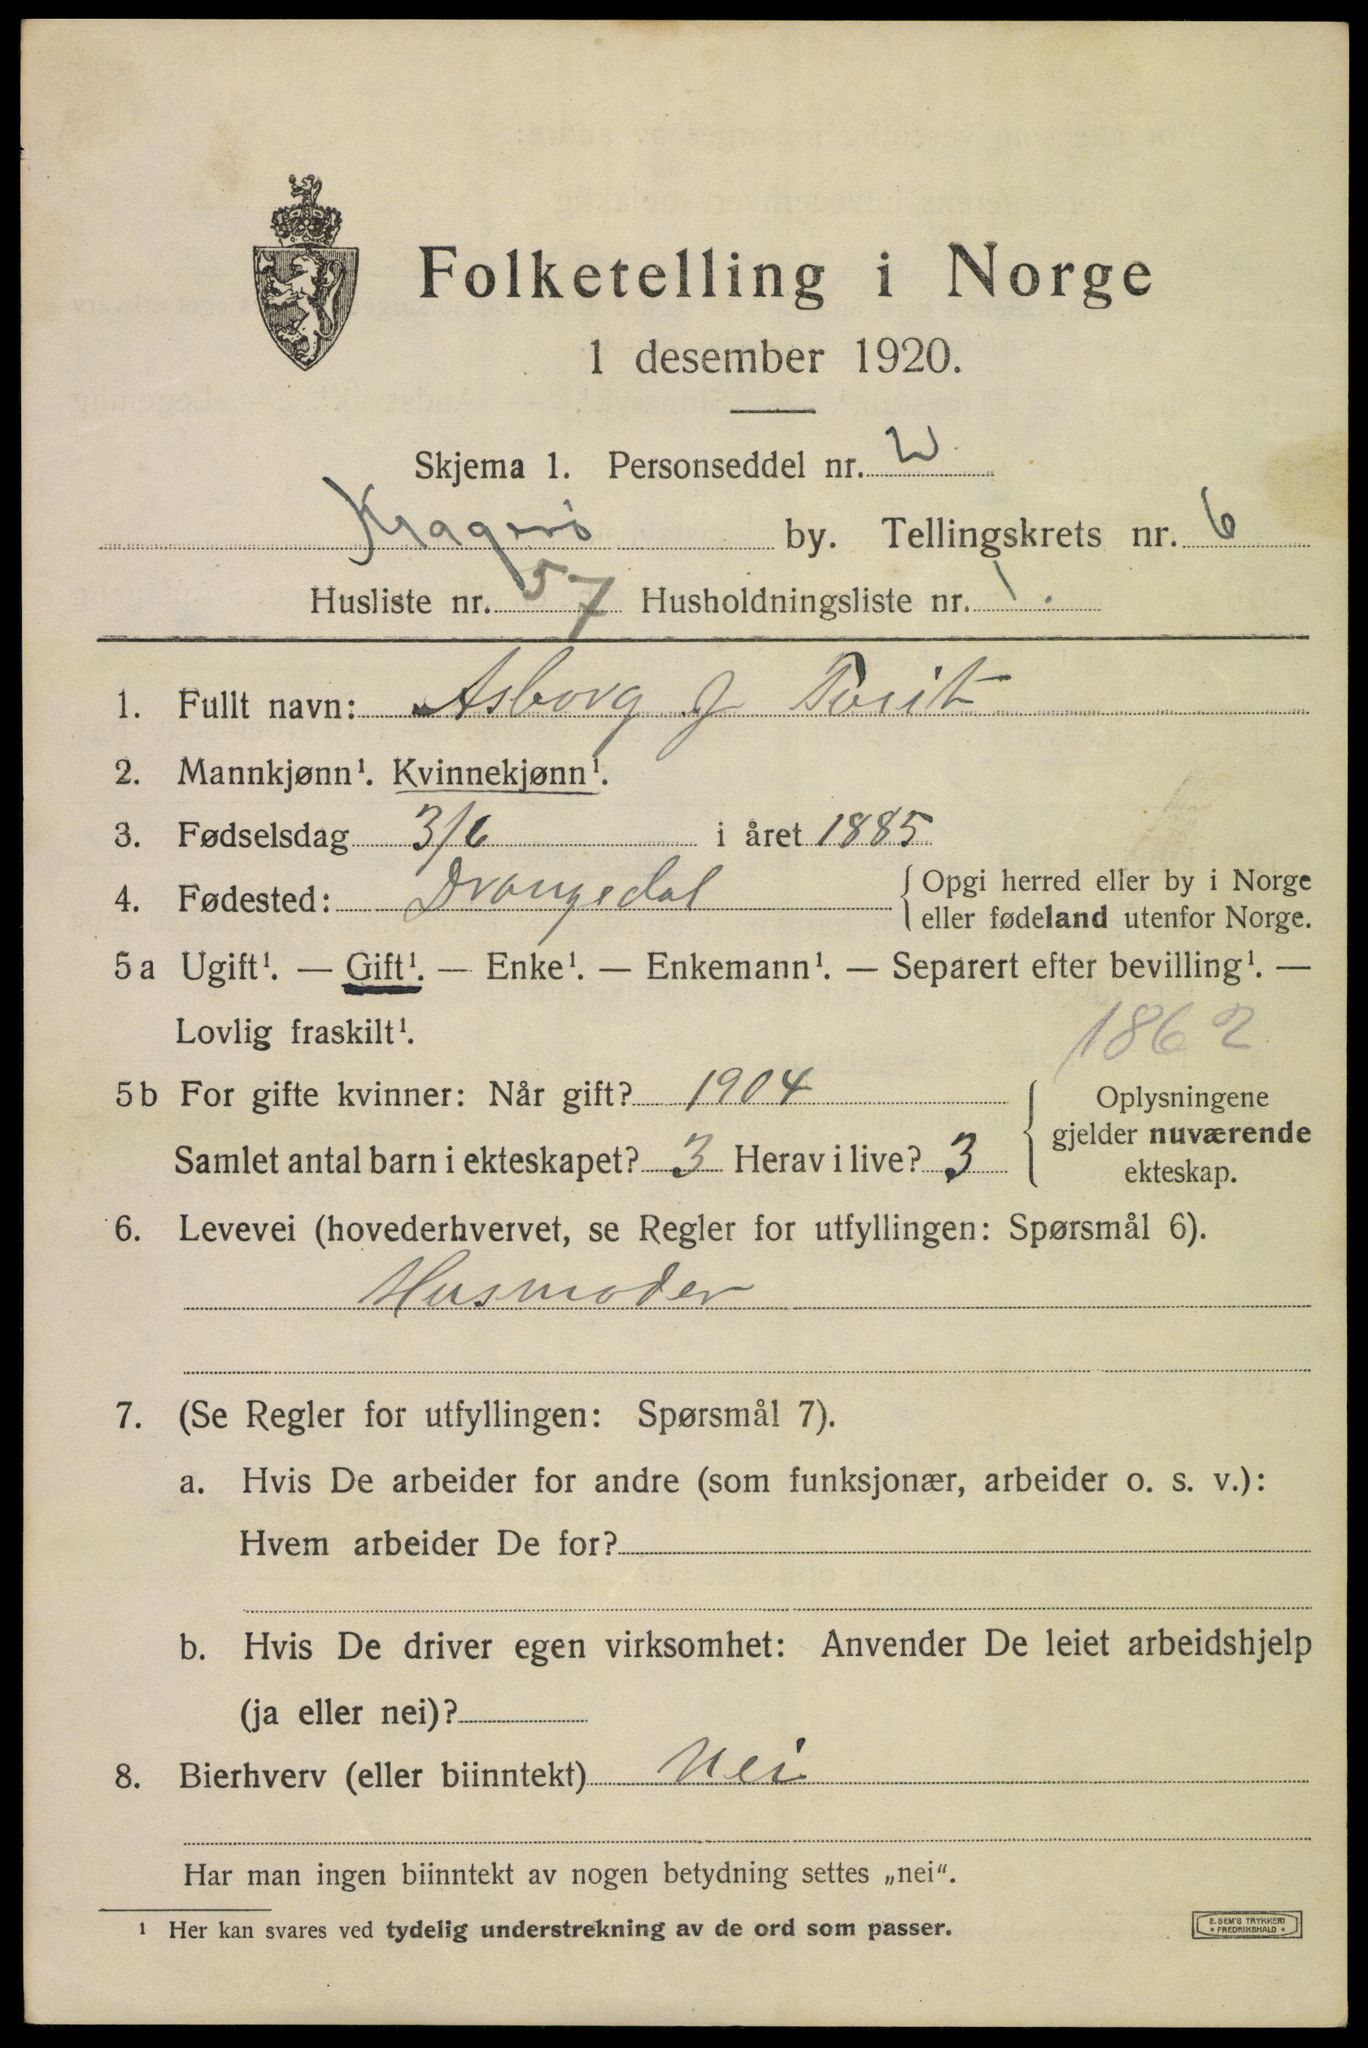 Folketelling i Norge
1 desember 1920.
Skjema 1. Personseddel nr. 2
Kragerö by. Tellingskrets nr. 6
Husliste nr. 57 Husholdningsliste nr. 1.
1. Fullt navn: Asborg J
2. Mannkjønn¹. Kvinnekjønn¹.
3. Fødselsdag 3/6 i året 1885
4. Fødested: Drangedal { Opgi herred eller by i Norge
eller fødeland utenfor Norge.
5a Ugift¹. — Gift¹. — Enke¹. — Enkemann¹. — Separert efter bevilling¹. —
Lovlig fraskilt¹.
1862
5b For gifte kvinner: Når gift? 1904
Samlet antal barn i ekteskapet? 3 Herav i live? 3
Oplysningene
gjelder nuværende
ekteskap.
6. Levevei (hovederhvervet, se Regler for utfyllingen: Spørsmål 6).
Husmoder
7. (Se Regler for utfyllingen: Spørsmål 7).
a. Hvis De arbeider for andre (som funksjonær, arbeider o. s. v.):
Hvem arbeider De for?
b. Hvis De driver egen virksomhet: Anvender De leiet arbeidshjelp
(ja eller nei)?
8. Bierhverv (eller biinntekt) Nei
Har man ingen biinntekt av nogen betydning settes „nei“.
¹ Her kan svares ved tydelig understrekning av de ord som passer.
E. SEM'S TRYKKERI
* FREDRIKSHALD *